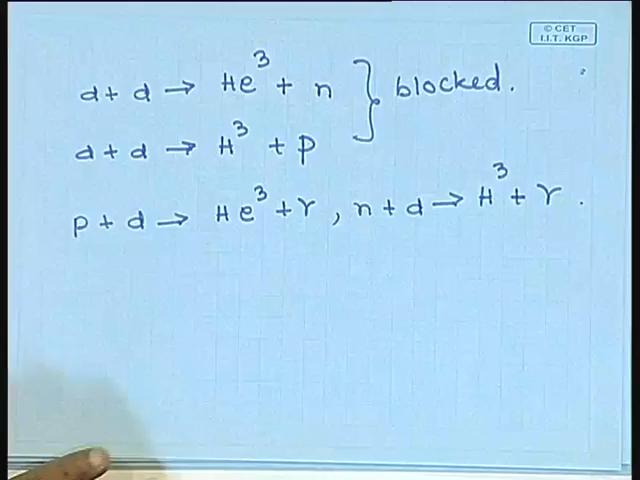 © CET
I.I.T. KGP
d + d → He³ + n } blocked.
d + d → H³ + p
p + d → He³ + γ, n + d → H³ + γ.